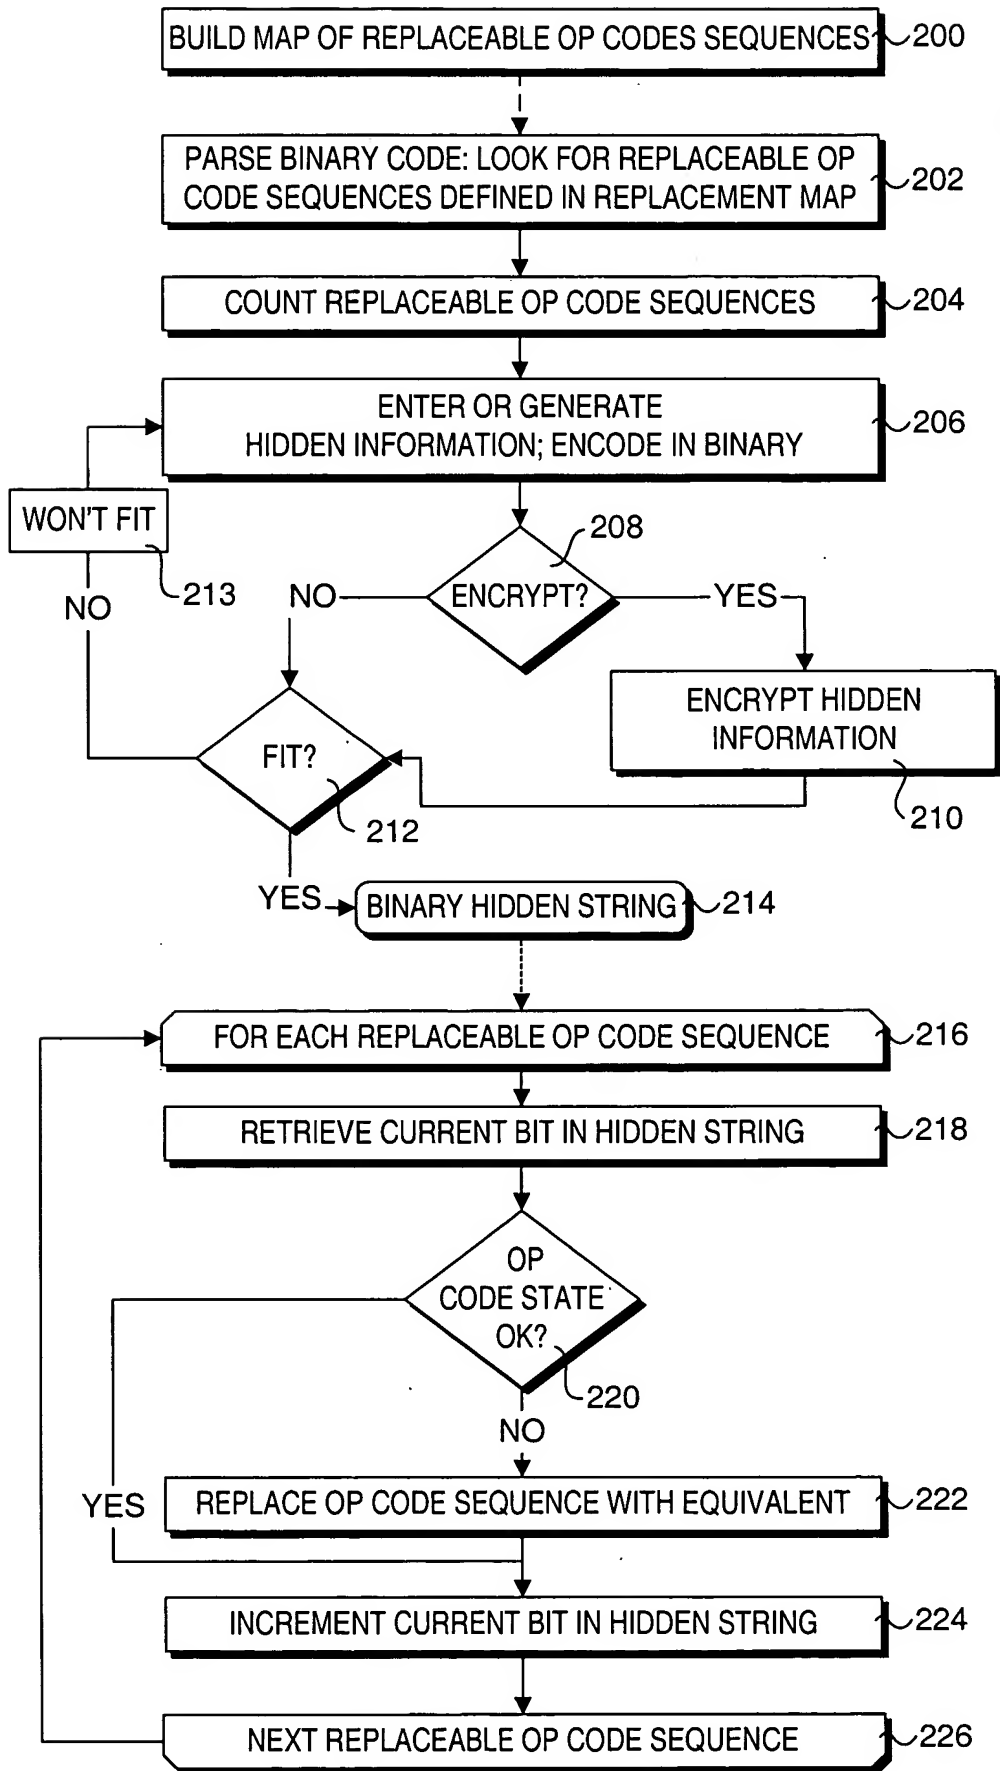 BUILD MAP OF REPLACEABLE OP CODES SEQUENCES
200
PARSE BINARY CODE: LOOK FOR REPLACEABLE OP
CODE SEQUENCES DEFINED IN REPLACEMENT MAP
202
COUNT REPLACEABLE OP CODE SEQUENCES
204
ENTER OR GENERATE
HIDDEN INFORMATION; ENCODE IN BINARY
206
WON'T FIT
213
NO
208
ENCRYPT?
NO
YES
ENCRYPT HIDDEN
INFORMATION
210
FIT?
212
YES
BINARY HIDDEN STRING
214
FOR EACH REPLACEABLE OP CODE SEQUENCE
216
RETRIEVE CURRENT BIT IN HIDDEN STRING
218
OP
CODE STATE
OK?
220
NO
YES
REPLACE OP CODE SEQUENCE WITH EQUIVALENT
222
INCREMENT CURRENT BIT IN HIDDEN STRING
224
NEXT REPLACEABLE OP CODE SEQUENCE
226